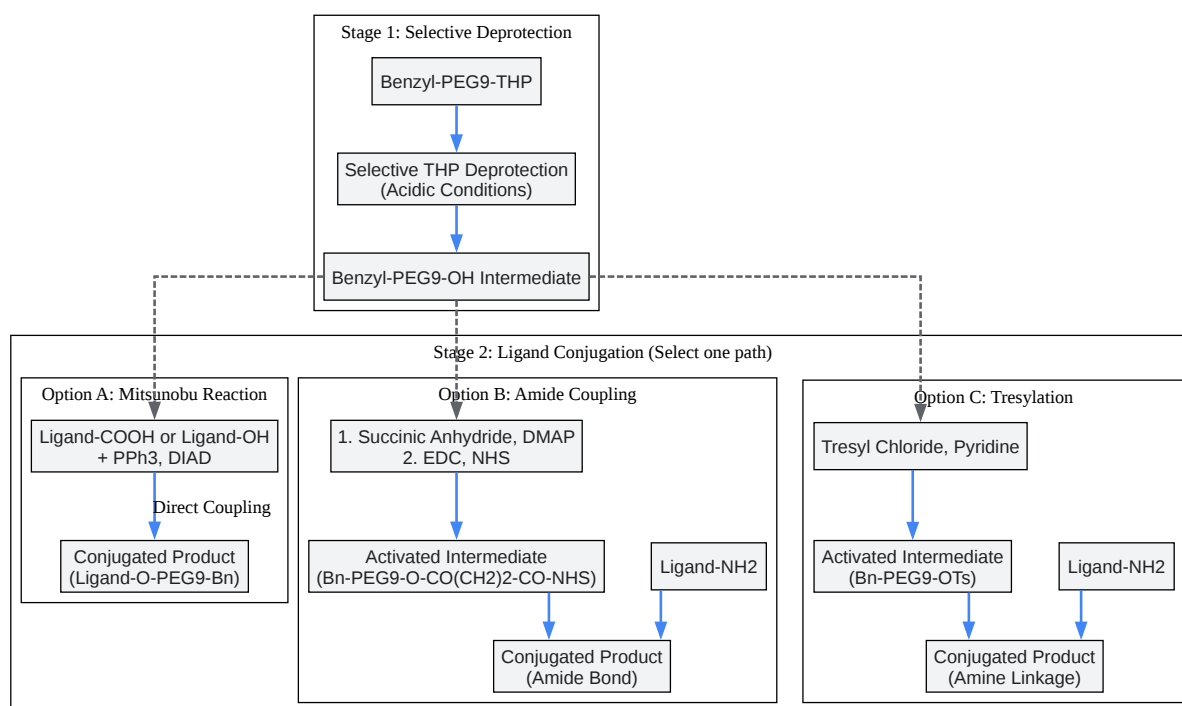 Stage 1: Selective Deprotection
Benzyl-PEG9-THP
Selective THP Deprotection
(Acidic Conditions)
Benzyl-PEG9-OH Intermediate
Stage 2: Ligand Conjugation (Select one path)
Option A: Mitsunobu Reaction
Ligand-COOH or Ligand-OH
+ PPh3, DIAD
Direct Coupling
Conjugated Product
(Ligand-O-PEG9-Bn)
Option B: Amide Coupling
1. Succinic Anhydride, DMAP
2. EDC, NHS
Activated Intermediate
(Bn-PEG9-O-CO(CH2)2-CO-NHS)
Ligand-NH2
Conjugated Product
(Amide Bond)
Option C: Tresylation
Tresyl Chloride, Pyridine
Activated Intermediate
(Bn-PEG9-OTs)
Ligand-NH2
Conjugated Product
(Amine Linkage)